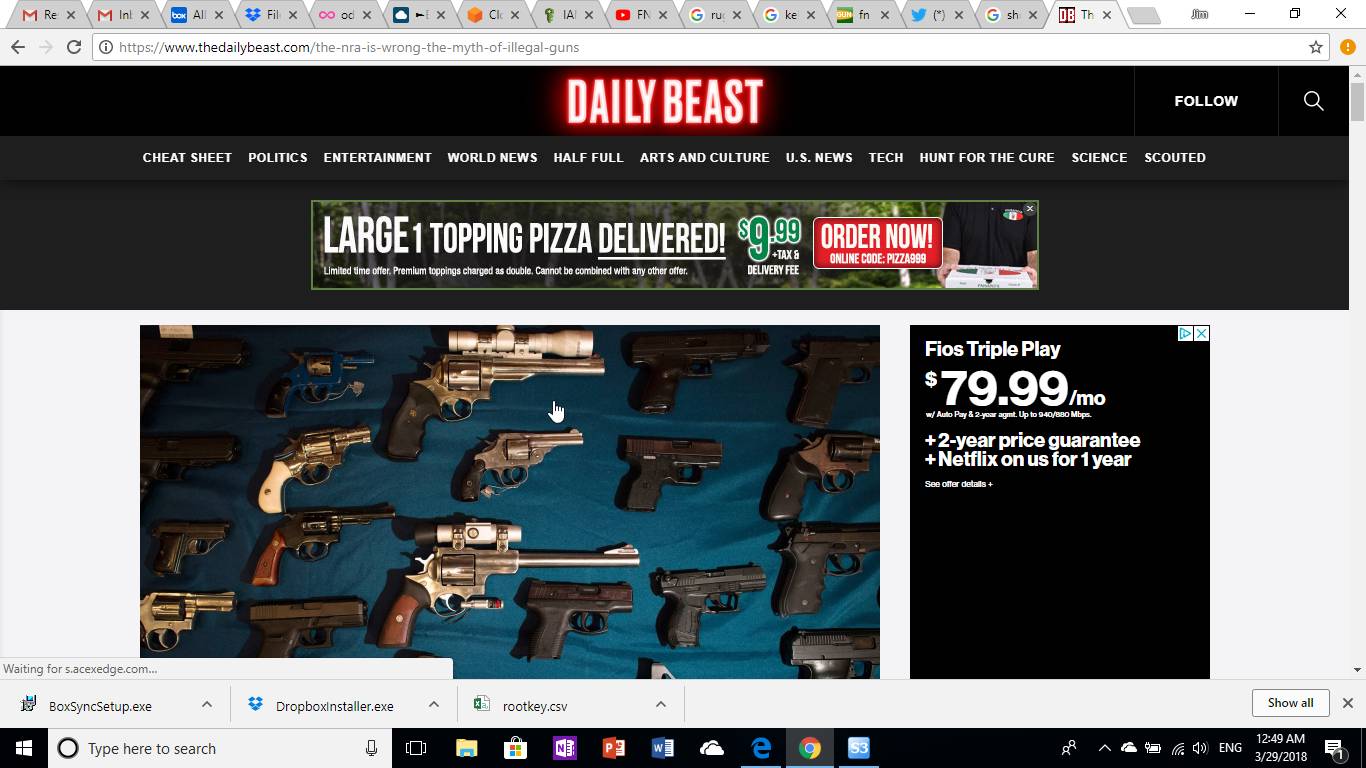 Re:
Inb
All
File
od
E
Clo
IAI
FN
rug
ke
fn
(*)
sh
Th
Jim
https://www.thedailybeast.com/the-nra-is-wrong-the-myth-of-illegal-guns
DAILY BEAST
FOLLOW
CHEAT SHEET POLITICS ENTERTAINMENT WORLD NEWS HALF FULL ARTS AND CULTURE U.S. NEWS TECH HUNT FOR THE CURE SCIENCE SCOUTED
LARGE 1 TOPPING PIZZA DELIVERED!
Limited time offer. Premium toppings charged as double. Cannot be combined with any other offer.
$9.99
+TAX &
DELIVERY FEE
ORDER NOW!
ONLINE CODE: PIZZA999
Fios Triple Play
$79.99/mo
w/ Auto Pay & 2-year agmt. Up to 940/880 Mbps.
+ 2-year price guarantee
+ Netflix on us for 1 year
See offer details +
Waiting for s.acexedge.com...
BoxSyncSetup.exe
DropboxInstaller.exe
rootkey.csv
Show all
Type here to search
ENG
12:49 AM
3/29/2018
1